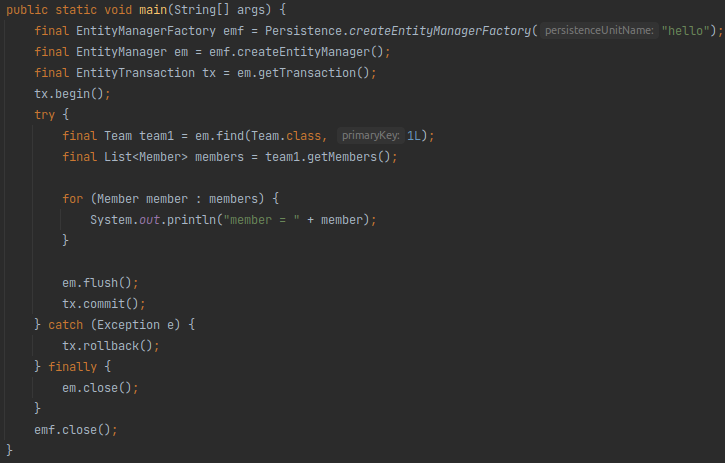 public static void main(String[] args) {
    final EntityManagerFactory emf = Persistence.createEntityManagerFactory( persistenceUnitName: "hello");
    final EntityManager em = emf.createEntityManager();
    final EntityTransaction tx = em.getTransaction();
    tx.begin();
    try {
        final Team team1 = em.find(Team.class, primaryKey: 1L);
        final List<Member> members = team1.getMembers();
        for (Member member : members) {
            System.out.println("member = " + member);
        }
        em.flush();
        tx.commit();
    } catch (Exception e) {
        tx.rollback();
    } finally {
        em.close();
    }
    emf.close();
}